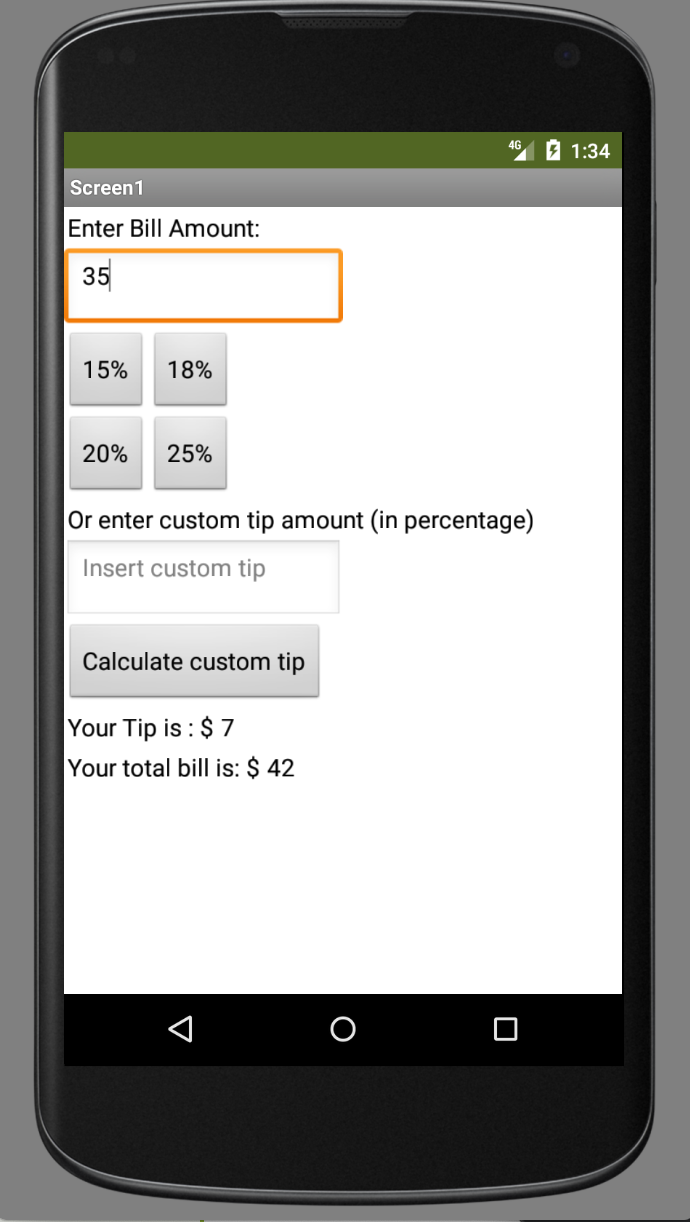 4G 1:34
Screen1
Enter Bill Amount:
35
15% 18%
20% 25%
Or enter custom tip amount (in percentage)
Insert custom tip
Calculate custom tip
Your Tip is : $ 7
Your total bill is: $ 42